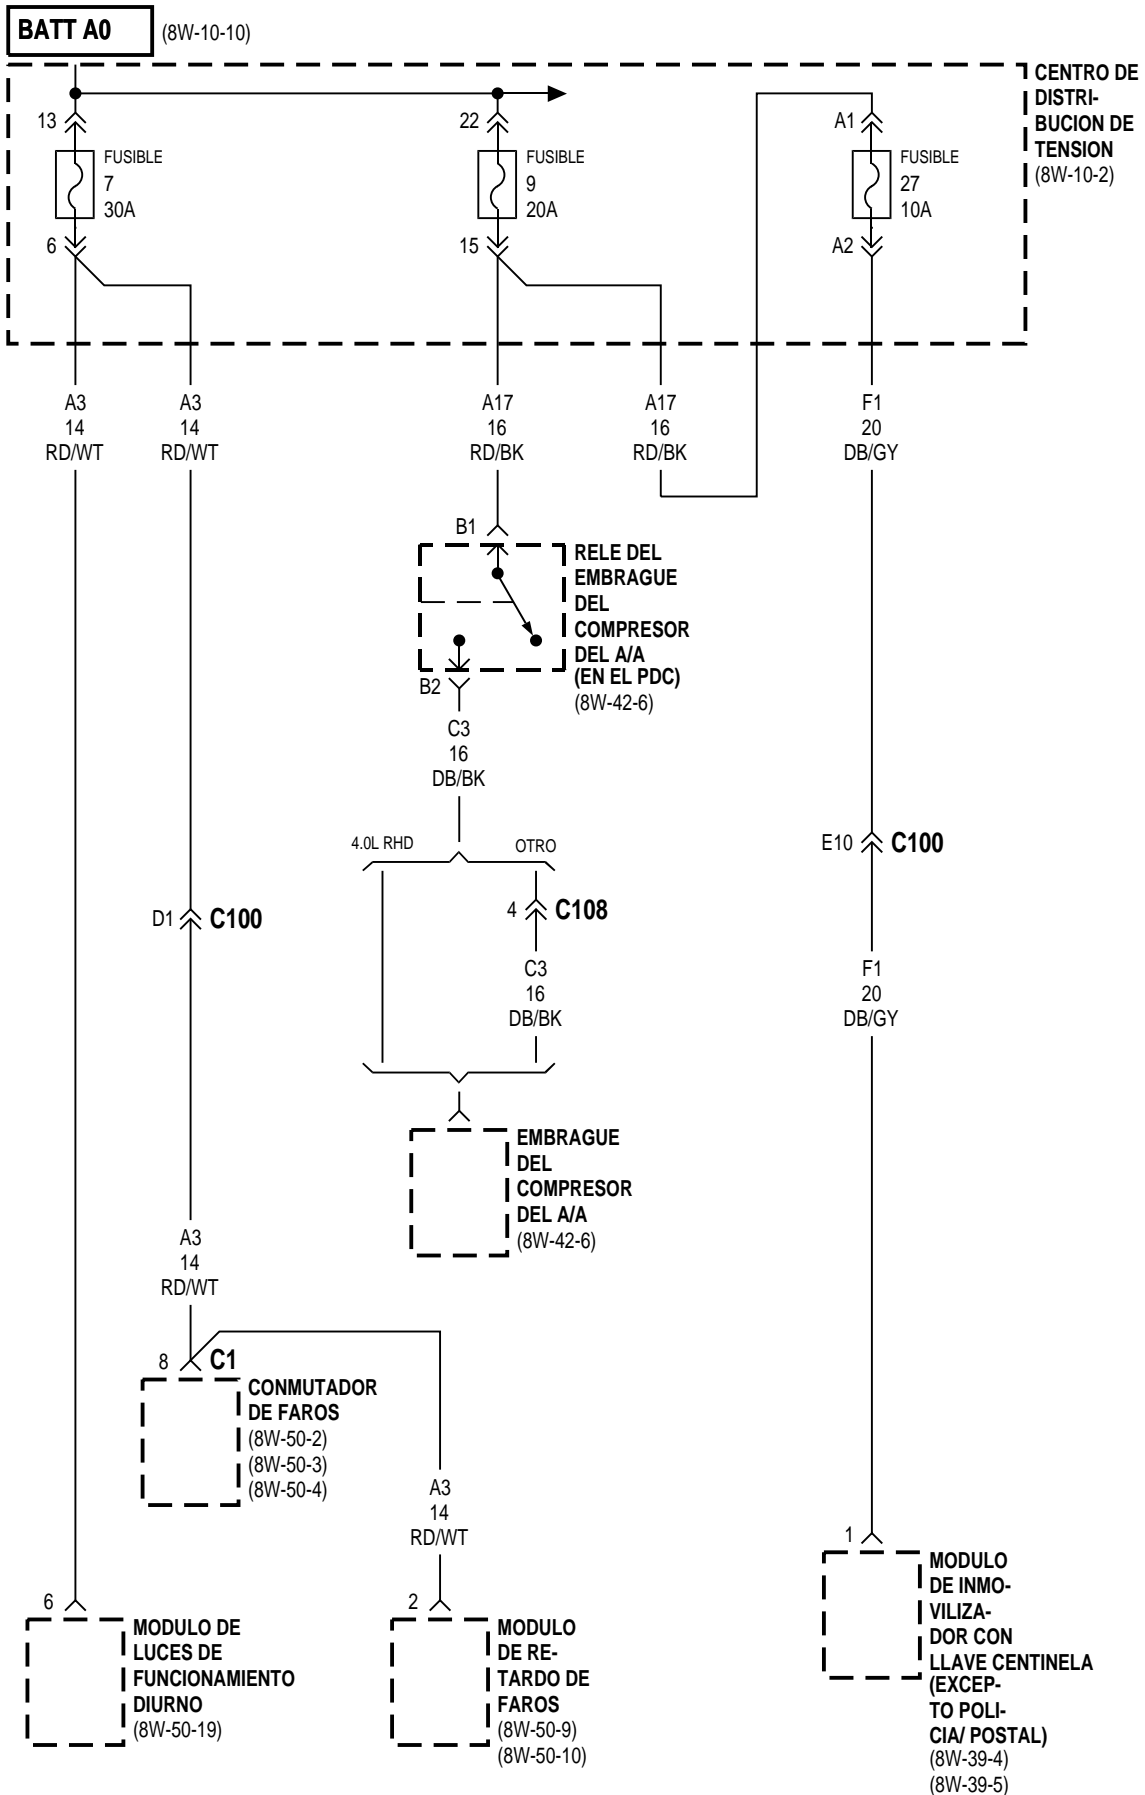 BATT A0 (8W-10-10)
CENTRO DE
DISTRI-
BUCION DE
TENSION
(8W-10-2)
13
FUSIBLE
7
30A
6
22
FUSIBLE
9
20A
15
A1
FUSIBLE
27
10A
A2
A3
14
RD/WT
A3
14
RD/WT
A17
16
RD/BK
A17
16
RD/BK
F1
20
DB/GY
B1
RELE DEL
EMBRAGUE
DEL
COMPRESOR
DEL A/A
(EN EL PDC)
(8W-42-6)
B2
C3
16
DB/BK
4.0L RHD
OTRO
E10 C100
D1 C100
4 C108
C3
16
DB/BK
F1
20
DB/GY
EMBRAGUE
DEL
COMPRESOR
DEL A/A
(8W-42-6)
A3
14
RD/WT
8 C1
CONMUTADOR
DE FAROS
(8W-50-2)
(8W-50-3)
(8W-50-4)
A3
14
RD/WT
6
MODULO DE
LUCES DE
FUNCIONAMIENTO
DIURNO
(8W-50-19)
2
MODULO
DE RE-
TARDO DE
FAROS
(8W-50-9)
(8W-50-10)
1
MODULO
DE INMO-
VILIZA-
DOR CON
LLAVE CENTINELA
(EXCEP-
TO POLI-
CIA/ POSTAL)
(8W-39-4)
(8W-39-5)